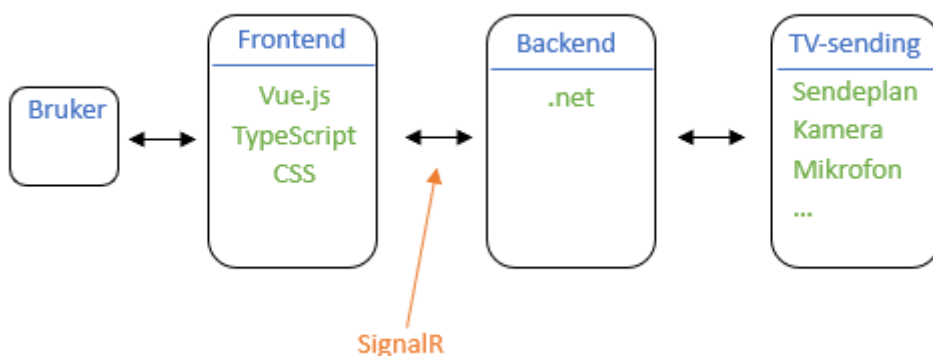 Bruker
Frontend
Vue.js
TypeScript
CSS
Backend
.net
TV-sending
Sendeplan
Kamera
Mikrofon
...
SignalR